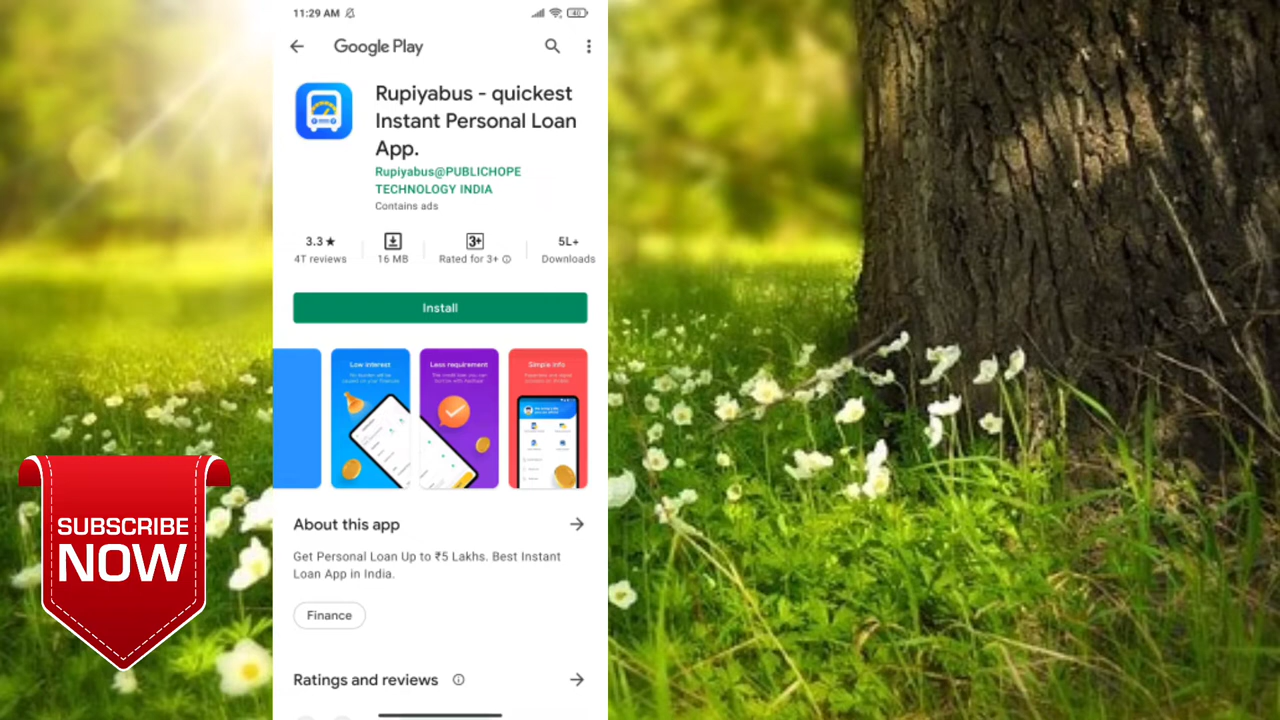 11:29 AM
40
Google Play
Rupiyabus - quickest
Instant Personal Loan
App.
Rupiyabus@PUBLICHOPE
TECHNOLOGY INDIA
Contains ads
3.3★
4T reviews
16 MB
3+
Rated for 3+
5L+
Downloads
Install
Low interest
Less requirement
Simple info
About this app
Get Personal Loan Up to ₹5 Lakhs. Best Instant
Loan App in India.
Finance
Ratings and reviews
SUBSCRIBE
NOW